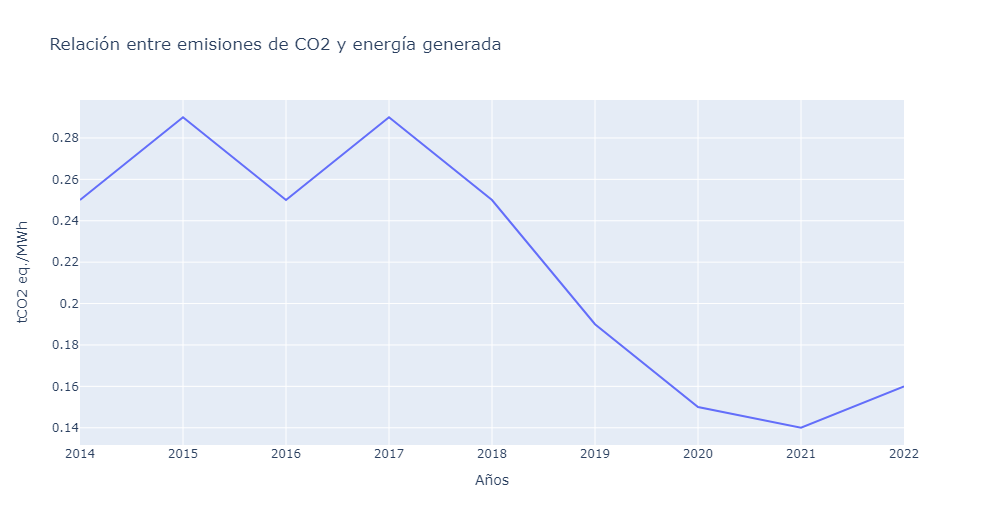 Relación entre emisiones de CO2 y energía generada
tCO2 eq./MWh
0.28
0.26
0.24
0.22
0.2
0.18
0.16
0.14
2014 2015 2016 2017 2018 2019 2020 2021 2022
Años